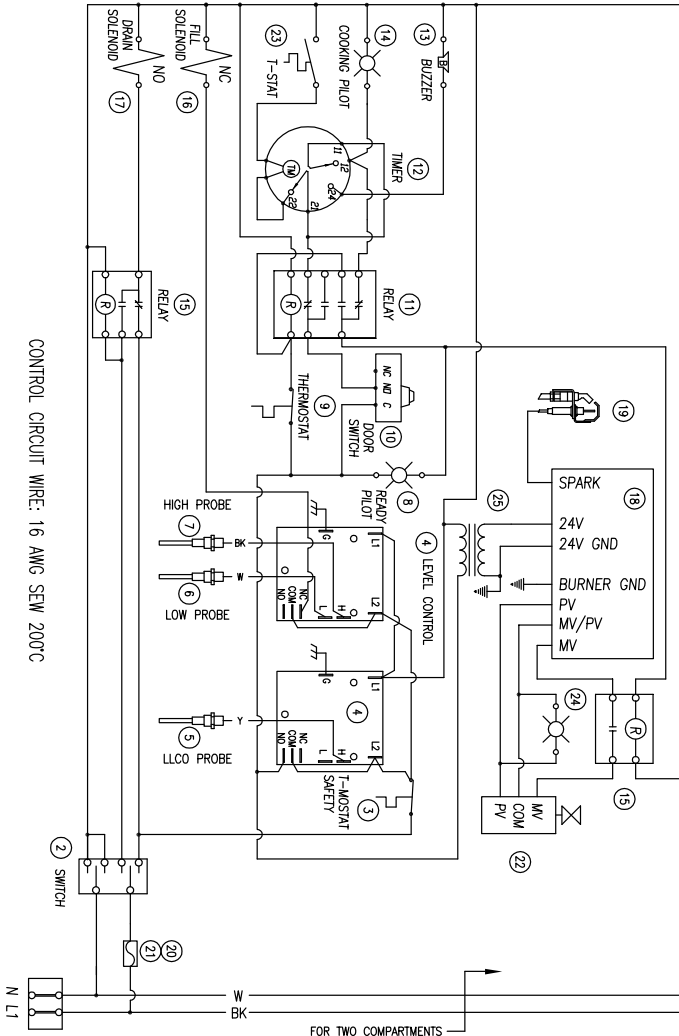 13
BUZZER
B
14
COOKING PILOT
23
T-STAT
FILL
SOLENOID
NC
16
DRAIN
SOLENOID
NO
17
TIMER
12
11
12
24
TM
22
21
RELAY
11
R
RELAY
15
R
THERMOSTAT
9
NC
NO
C
DOOR
SWITCH
10
READY
PILOT
8
19
SPARK
18
24V
24V GND
BURNER GND
PV
MV/PV
MV
25
24
R
15
MV
COM
PV
22
HIGH PROBE
7
BK
6
W
LOW PROBE
4
LEVEL CONTROL
G
L1
L2
NO
COM
NC
L
H
5
Y
LLCO PROBE
4
G
L1
L2
NO
COM
NC
L
H
T-MOSTAT
SAFETY
3
2
SWITCH
21
20
N L1
W
BK
FOR TWO COMPARTMENTS
CONTROL CIRCUIT WIRE: 16 AWG SEW 200°C